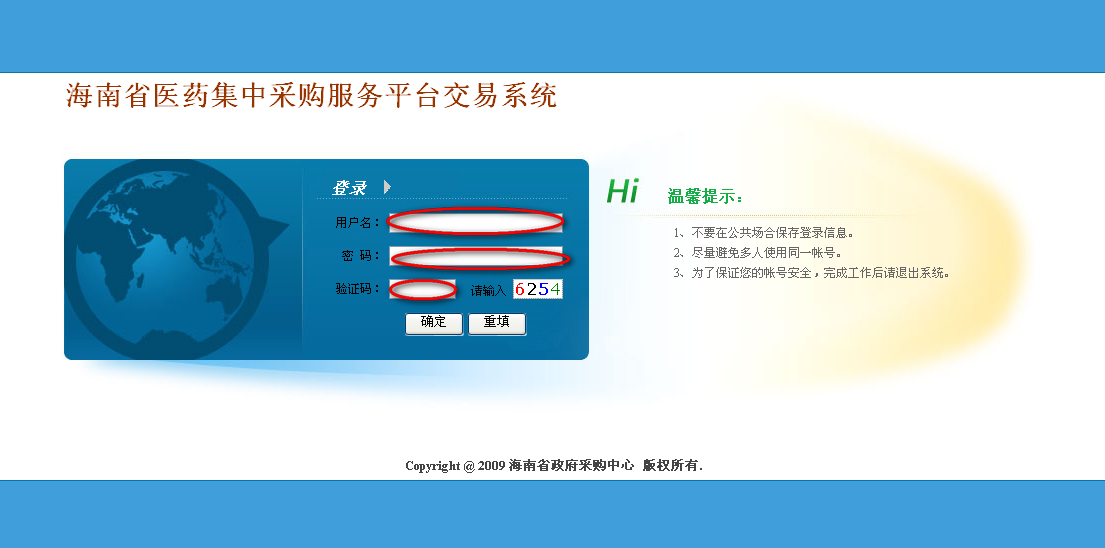 海南省医药集中采购服务平台交易系统
登录
用户名：
密 码：
验证码： 请输入 6254
确定 重填
Hi 温馨提示：
1、不要在公共场合保存登录信息。
2、尽量避免多人使用同一帐号。
3、为了保证您的帐号安全，完成工作后请退出系统。
Copyright @ 2009 海南省政府采购中心 版权所有.